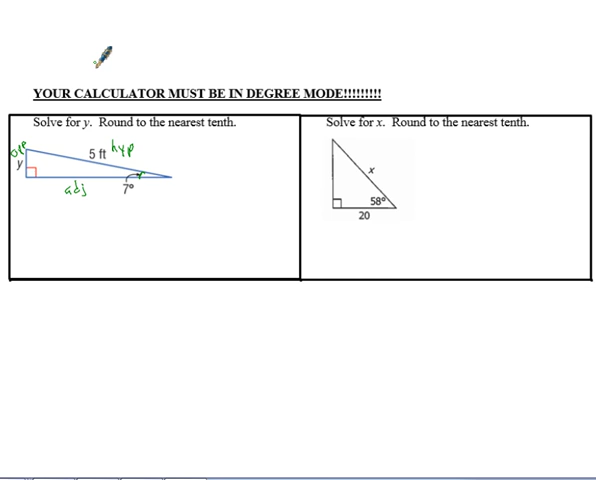 YOUR CALCULATOR MUST BE IN DEGREE MODE!!!!!!!!!
Solve for y. Round to the nearest tenth.
opp
y
5 ft
hyp
adj
7°
Solve for x. Round to the nearest tenth.
x
58°
20